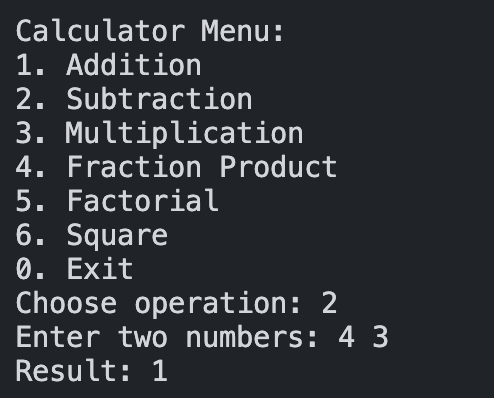 Calculator Menu:
1. Addition
2. Subtraction
3. Multiplication
4. Fraction Product
5. Factorial
6. Square
0. Exit
Choose operation: 2
Enter two numbers: 4 3
Result: 1